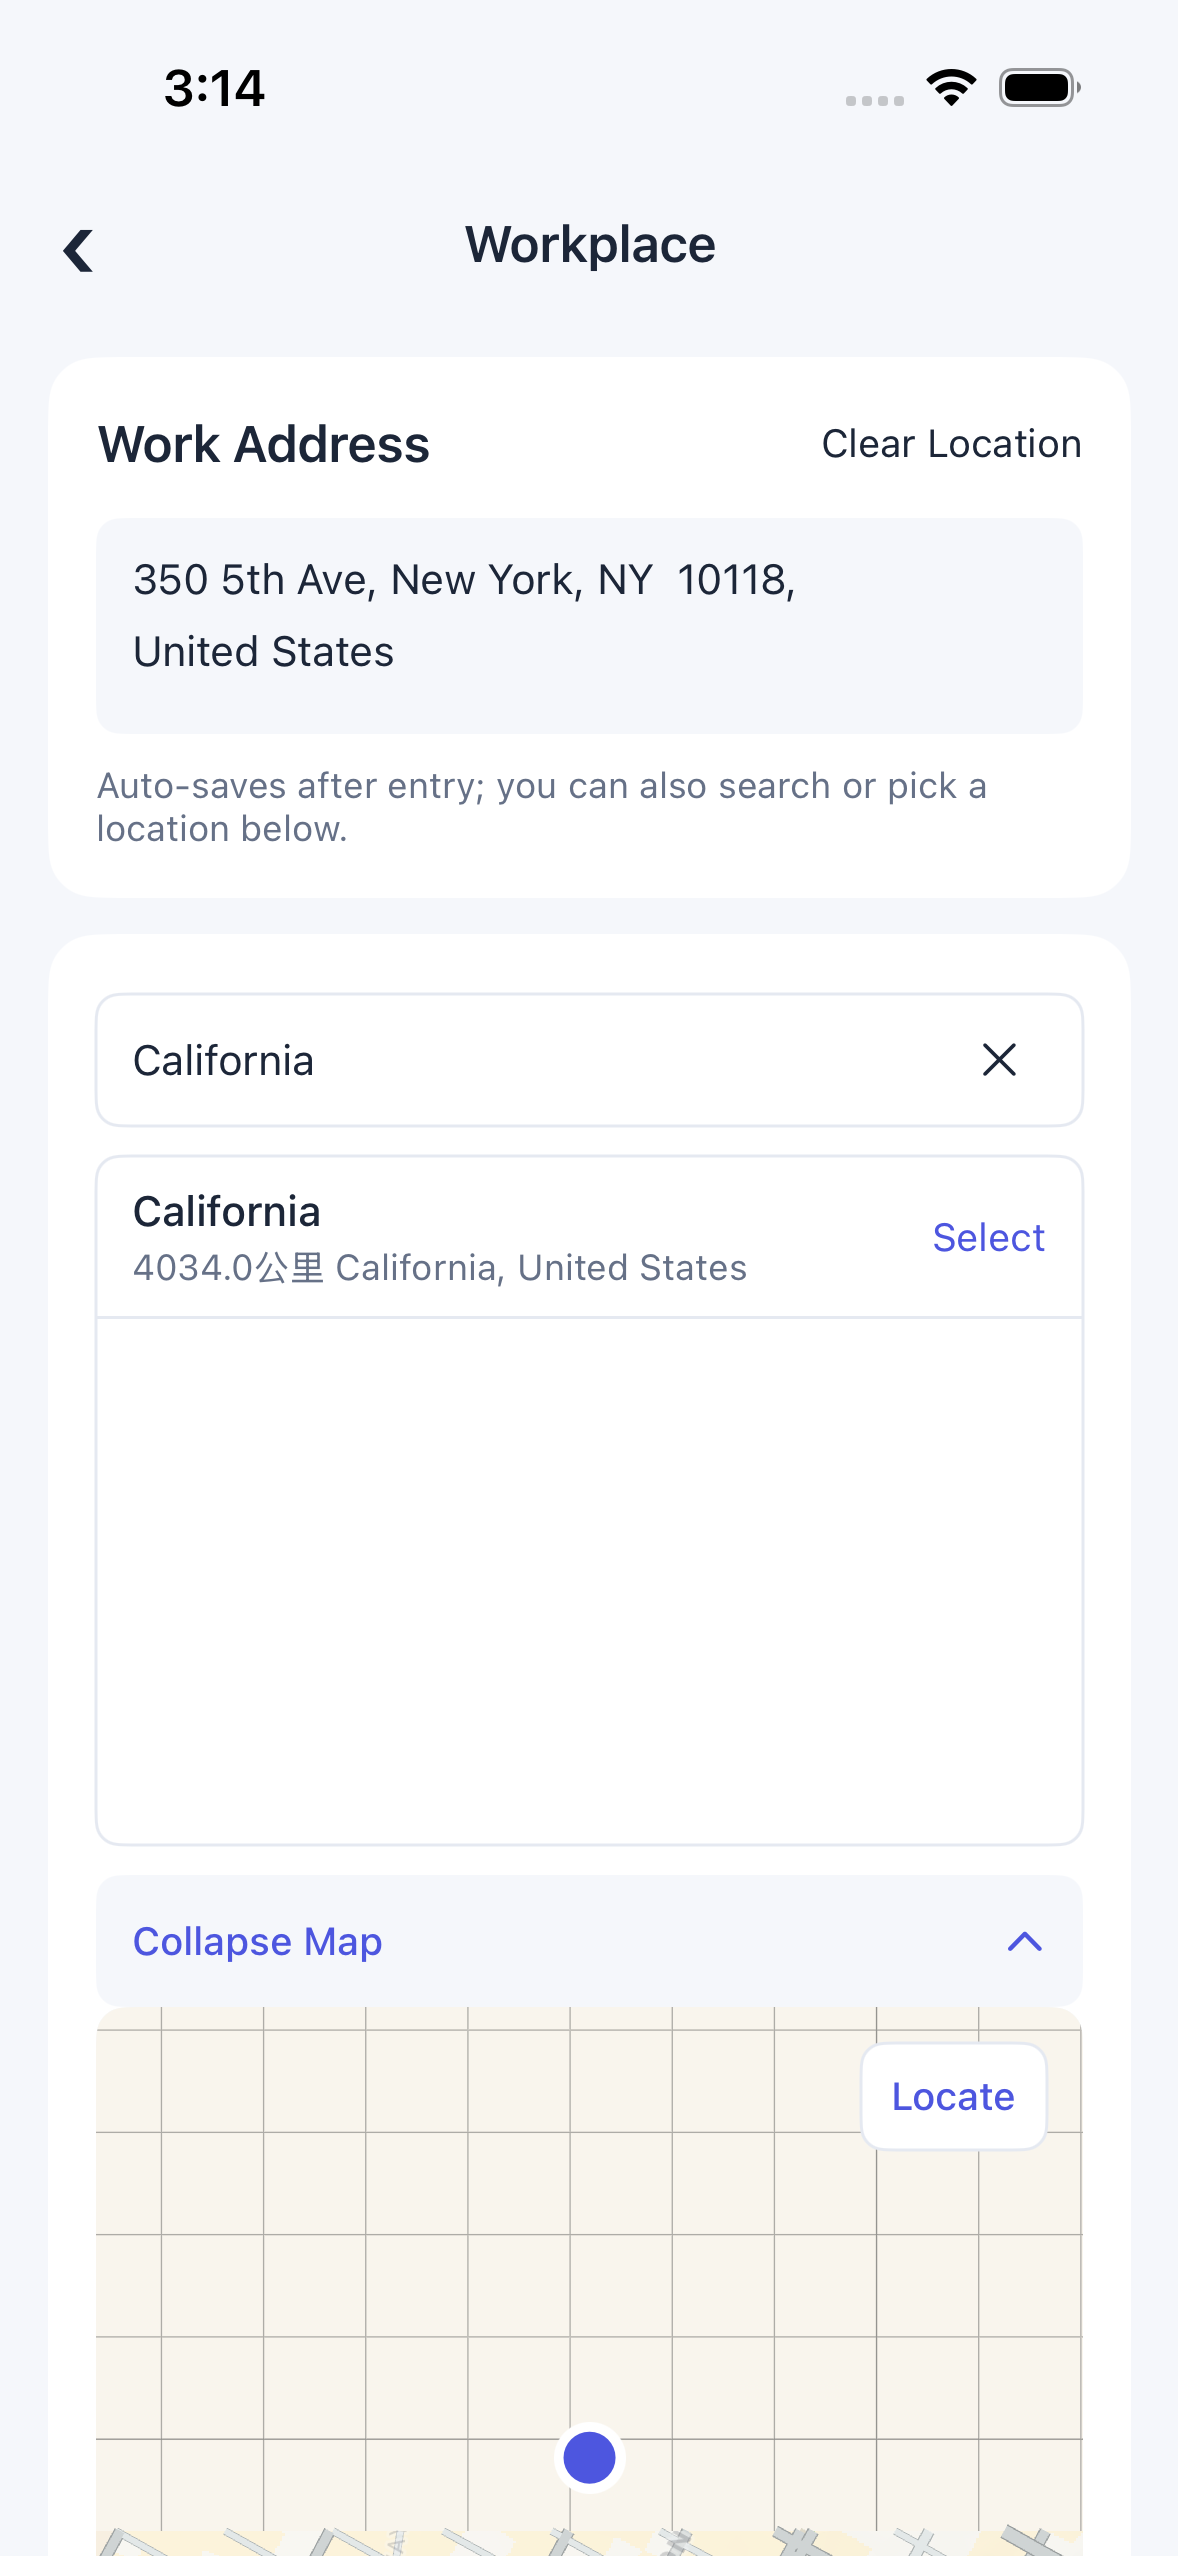 3:14
Workplace
Work Address
Clear Location
350 5th Ave, New York, NY  10118,
United States
Auto-saves after entry; you can also search or pick a
location below.
California
California
4034.0公里 California, United States
Select
Collapse Map
Locate